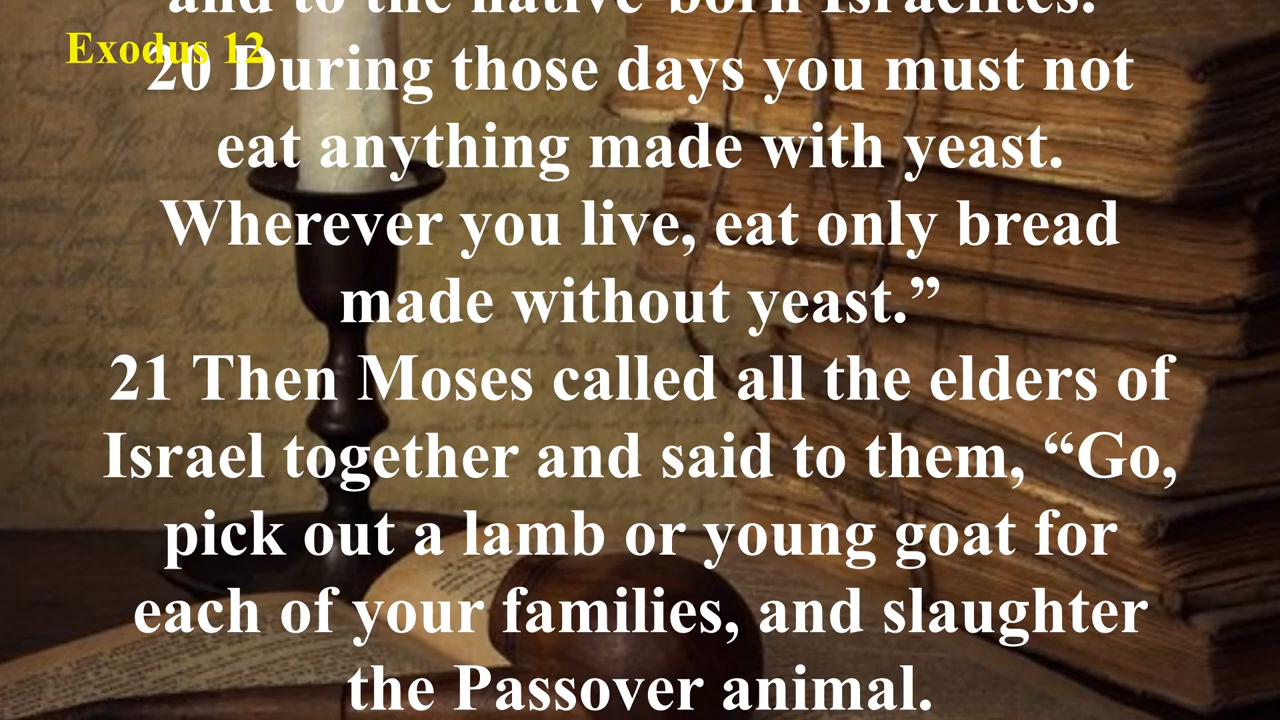 and to the native-born Israelites.
Exodus 12
20 During those days you must not
eat anything made with yeast.
Wherever you live, eat only bread
made without yeast.”
21 Then Moses called all the elders of
Israel together and said to them, “Go,
pick out a lamb or young goat for
each of your families, and slaughter
the Passover animal.